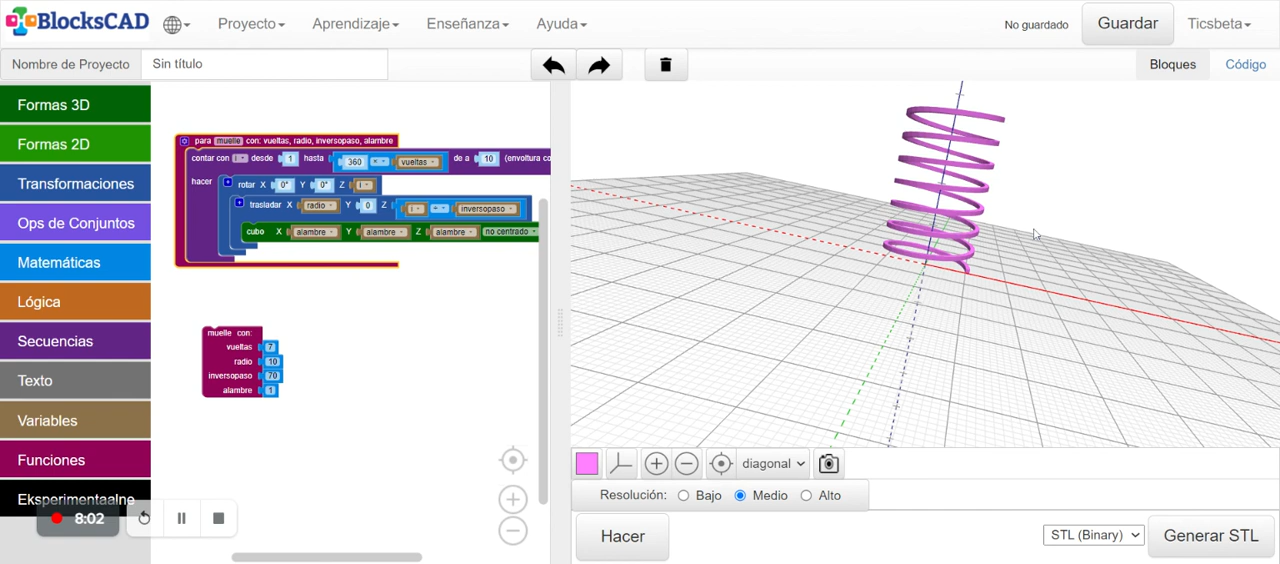 BlocksCAD Proyecto Aprendizaje Enseñanza Ayuda No guardado Guardar Ticsbeta
Nombre de Proyecto Sin título Bloques Código
Formas 3D
Formas 2D
Transformaciones
Ops de Conjuntos
Matemáticas
Lógica
Secuencias
Texto
Variables
Funciones
Eksperimentaalne
8:02
para muelle con: vueltas, radio, inversopaso, alambre
contar con i desde 1 hasta 360 × vueltas de a 10 (envoltura co
hacer rotar X 0° Y 0° Z i
trasladar X radio Y 0 Z i ÷ inversopaso
cubo X alambre Y alambre Z alambre no centrado
muelle con:
vueltas 7
radio 10
inversopaso 70
alambre 1
diagonal
Resolución: Bajo Medio Alto
Hacer STL (Binary) Generar STL